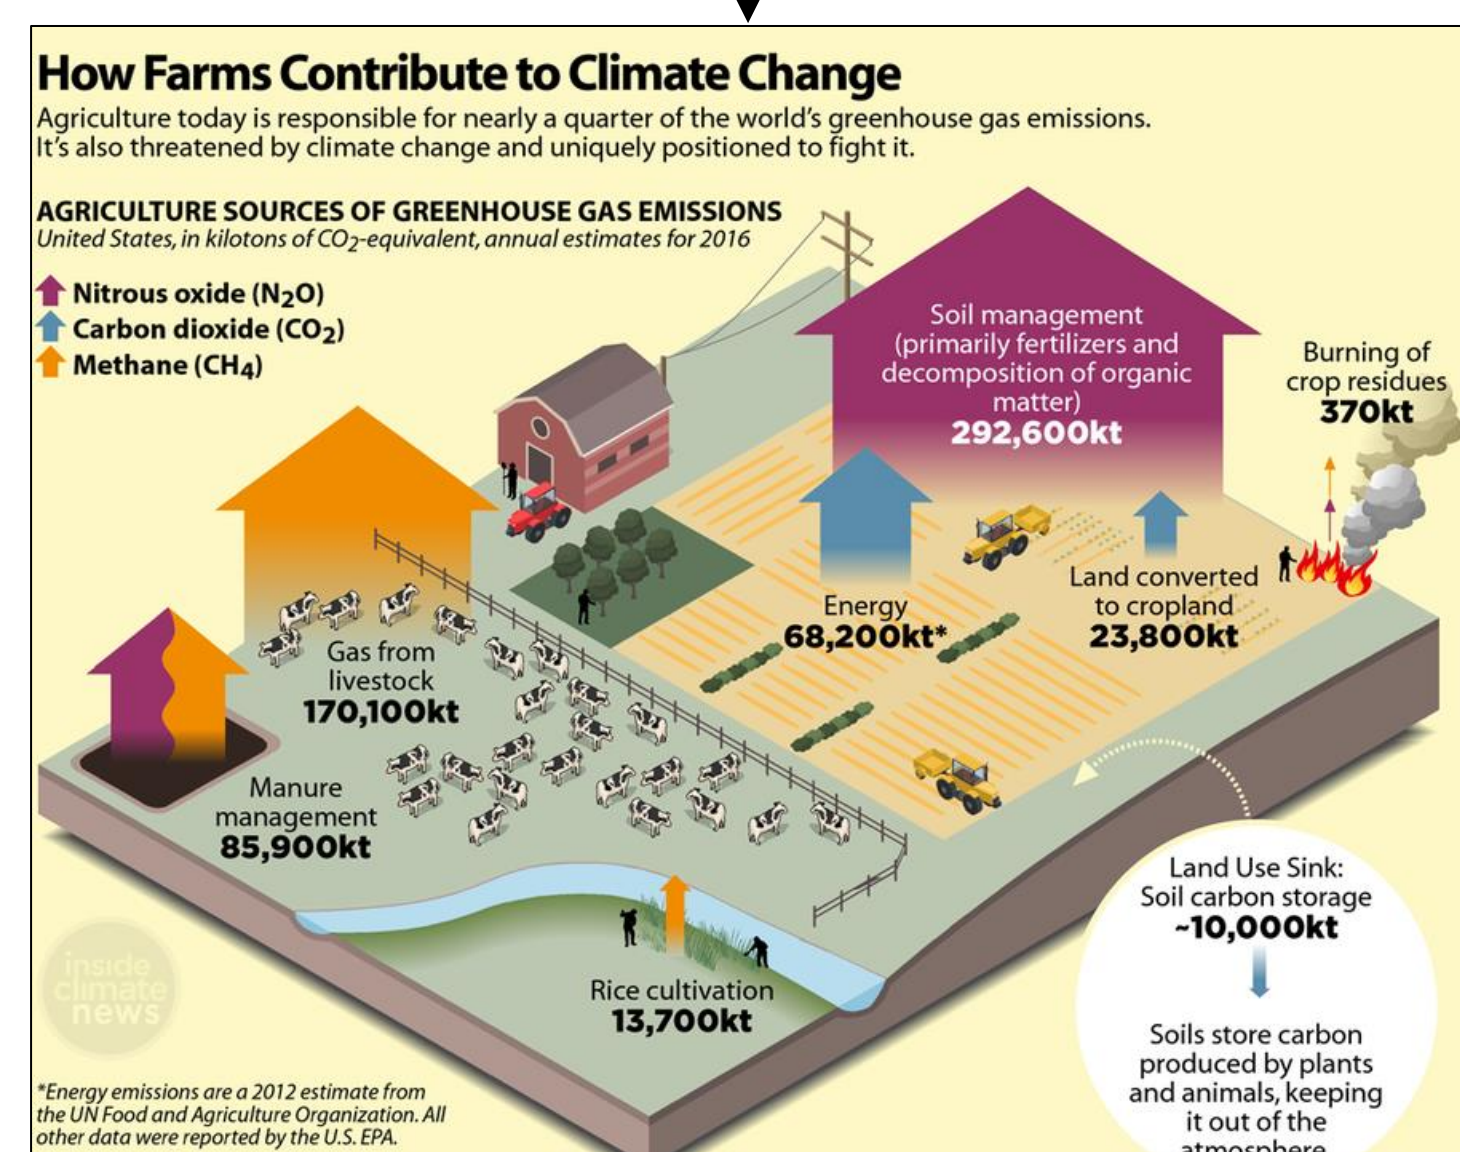 How Farms Contribute to Climate Change
Agriculture today is responsible for nearly a quarter of the world's greenhouse gas emissions.
It's also threatened by climate change and uniquely positioned to fight it.
AGRICULTURE SOURCES OF GREENHOUSE GAS EMISSIONS
United States, in kilotons of CO₂-equivalent, annual estimates for 2016
Nitrous oxide (N₂O)
Carbon dioxide (CO₂)
Methane (CH₄)
Soil management
(primarily fertilizers and
decomposition of organic
matter)
292,600kt
Burning of
crop residues
370kt
Energy
68,200kt*
Land converted
to cropland
23,800kt
Gas from
livestock
170,100kt
Manure
management
85,900kt
Rice cultivation
13,700kt
Land Use Sink:
Soil carbon storage
~10,000kt
Soils store carbon
produced by plants
and animals, keeping
it out of the
atmosphere
inside
climate
news
*Energy emissions are a 2012 estimate from
the UN Food and Agriculture Organization. All
other data were reported by the U.S. EPA.